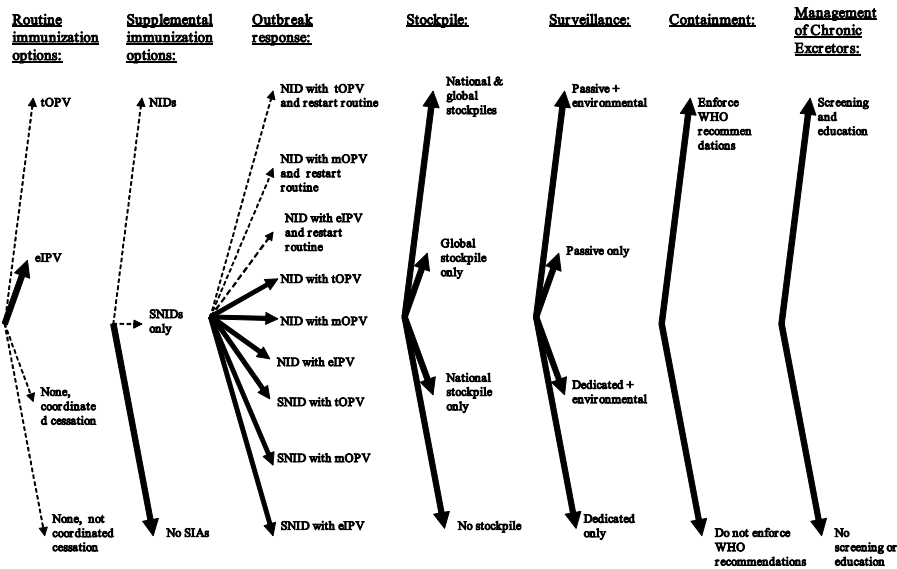 Routine
immunization
options:
tOPV
eIPV
None,
coordinate
d cessation
None, not
coordinated
cessation
Supplemental
immunization
options:
NIDs
SNIDs
only
No SIAs
Outbreak
response:
NID with tOPV
and restart routine
NID with mOPV
and restart
routine
NID with eIPV
and restart
routine
NID with tOPV
NID with mOPV
NID with eIPV
SNID with tOPV
SNID with mOPV
SNID with eIPV
Stockpile:
National &
global
stockpiles
Global
stockpile
only
National
stockpile
only
No stockpile
Surveillance:
Passive +
environmental
Passive only
Dedicated +
environmental
Dedicated
only
Containment:
Enforce
WHO
recommen
dations
Do not enforce
WHO
recommendations
Management
of Chronic
Excretors:
Screening
and
education
No
screening or
education